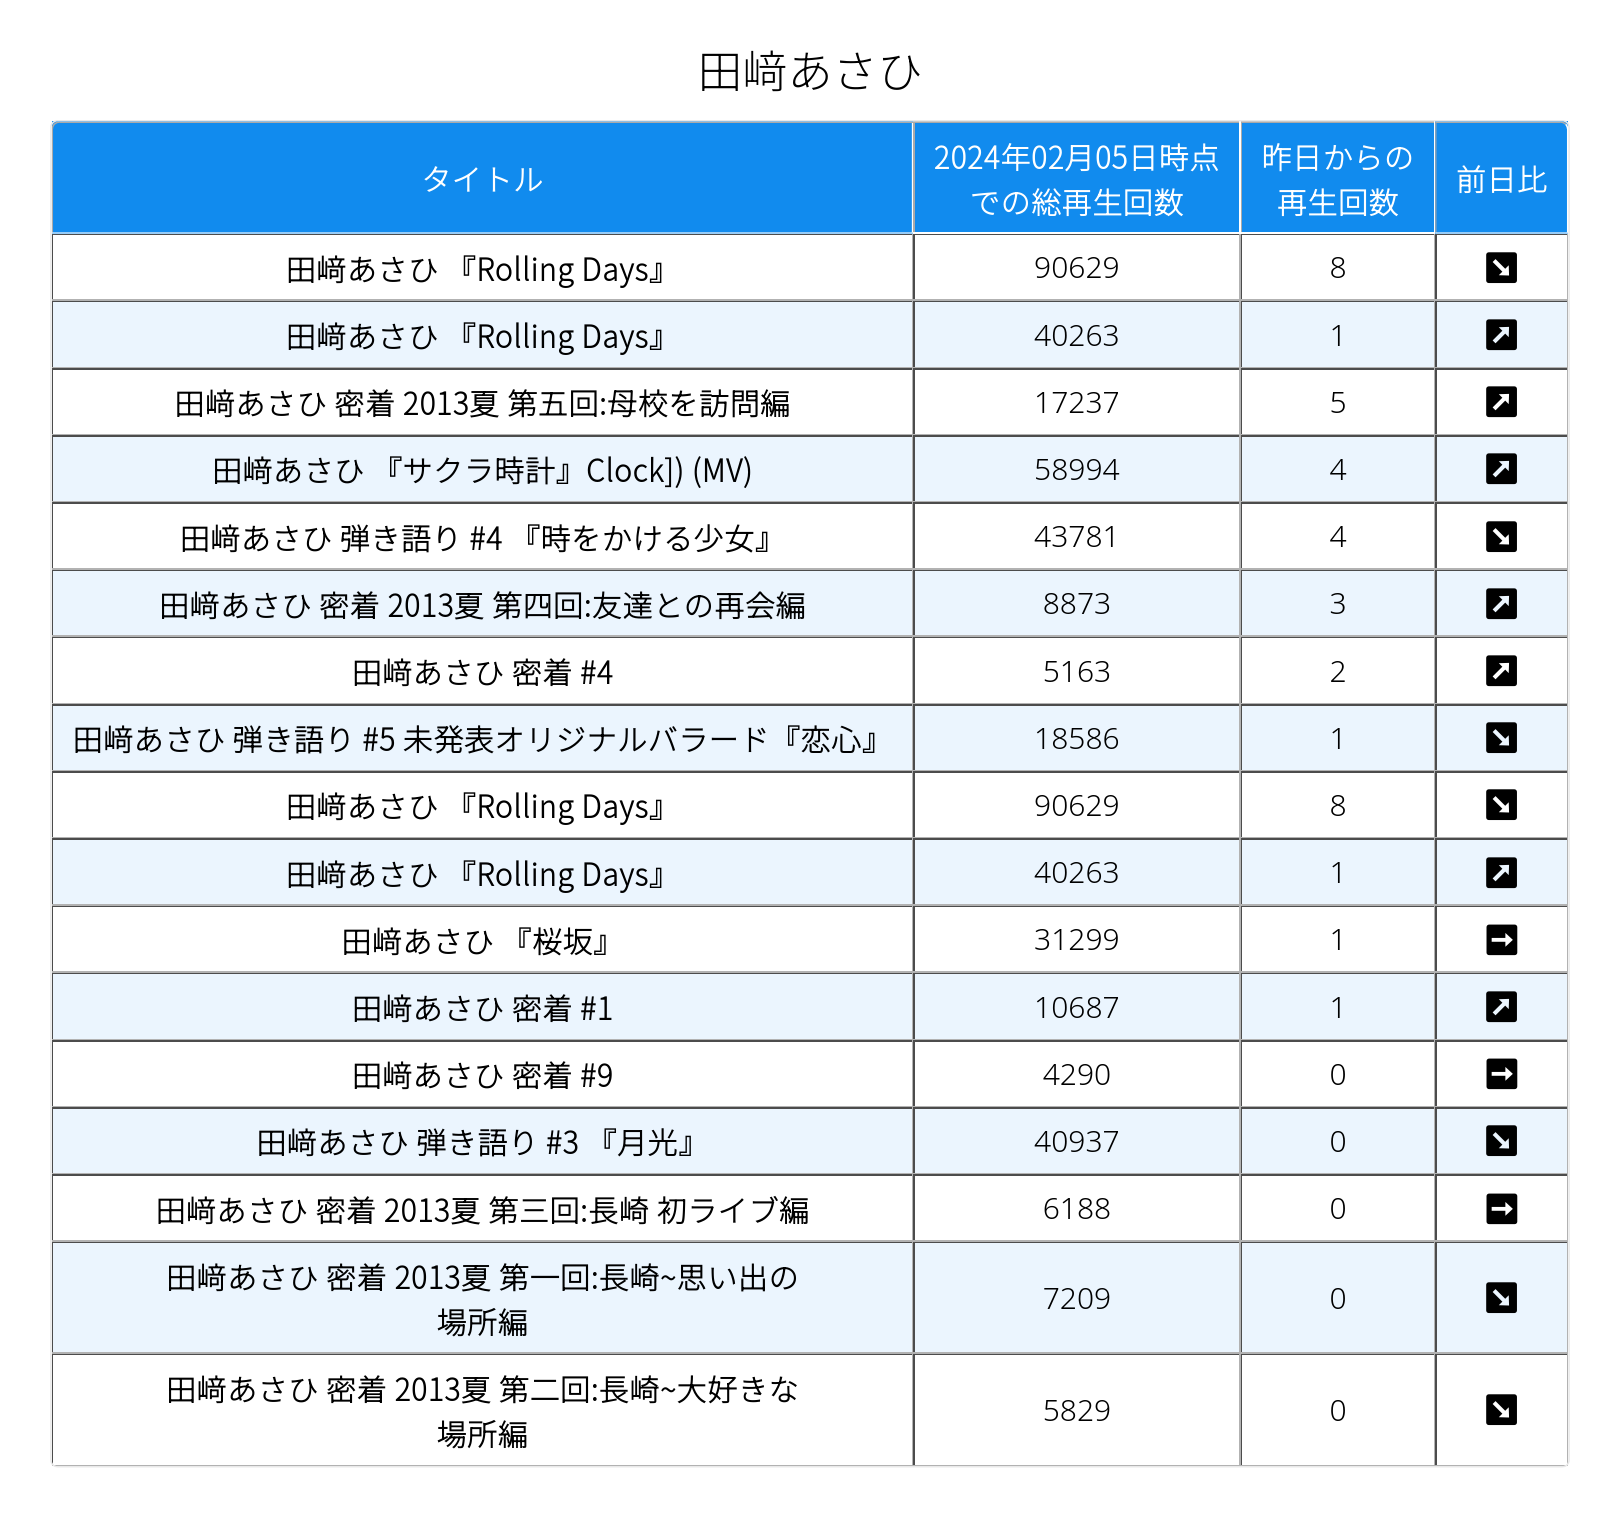 田﨑あさひ
タイトル
2024年02月05日時点
での総再生回数
昨日からの
再生回数
前日比
田﨑あさひ 『Rolling Days』 90629 8 ↘
田﨑あさひ 『Rolling Days』 40263 1 ↗
田﨑あさひ 密着 2013夏 第五回:母校を訪問編 17237 5 ↗
田﨑あさひ 『サクラ時計』Clock]) (MV) 58994 4 ↗
田﨑あさひ 弾き語り #4 『時をかける少女』 43781 4 ↘
田﨑あさひ 密着 2013夏 第四回:友達との再会編 8873 3 ↗
田﨑あさひ 密着 #4 5163 2 ↗
田﨑あさひ 弾き語り #5 未発表オリジナルバラード『恋心』 18586 1 ↘
田﨑あさひ 『Rolling Days』 90629 8 ↘
田﨑あさひ 『Rolling Days』 40263 1 ↗
田﨑あさひ 『桜坂』 31299 1 →
田﨑あさひ 密着 #1 10687 1 ↗
田﨑あさひ 密着 #9 4290 0 →
田﨑あさひ 弾き語り #3 『月光』 40937 0 ↘
田﨑あさひ 密着 2013夏 第三回:長崎 初ライブ編 6188 0 →
田﨑あさひ 密着 2013夏 第一回:長崎~思い出の
場所編 7209 0 ↘
田﨑あさひ 密着 2013夏 第二回:長崎~大好きな
場所編 5829 0 ↘